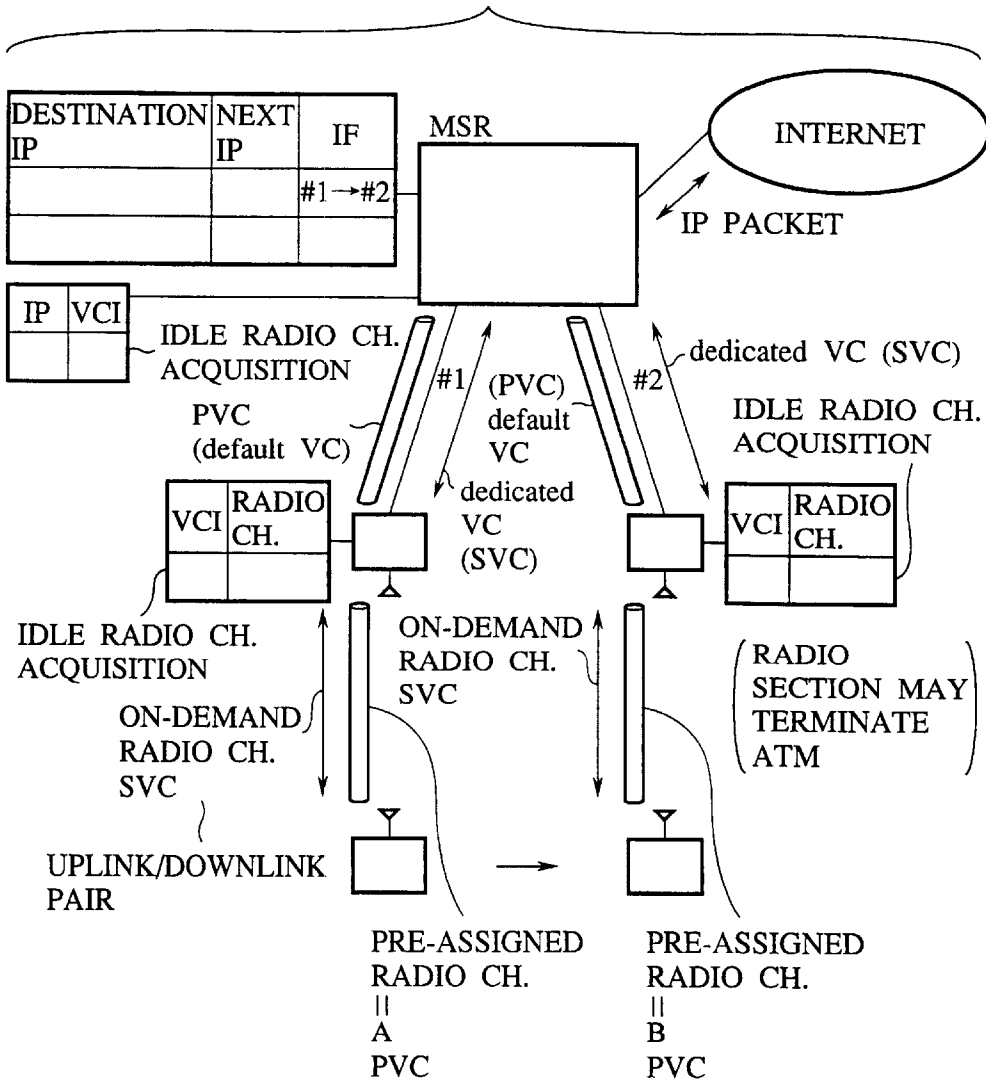 DESTINATION IP
NEXT IP
IF
#1→#2
MSR
INTERNET
IP PACKET
IP
VCI
IDLE RADIO CH.
ACQUISITION
PVC
(default VC)
#1
dedicated
VC
(SVC)
(PVC)
default
VC
#2
dedicated VC (SVC)
IDLE RADIO CH.
ACQUISITION
VCI
RADIO
CH.
VCI
RADIO
CH.
IDLE RADIO CH.
ACQUISITION
ON-DEMAND
RADIO CH.
SVC
ON-DEMAND
RADIO CH.
SVC
RADIO
SECTION MAY
TERMINATE
ATM
UPLINK/DOWNLINK
PAIR
PRE-ASSIGNED
RADIO CH.
||
A
PVC
PRE-ASSIGNED
RADIO CH.
||
B
PVC